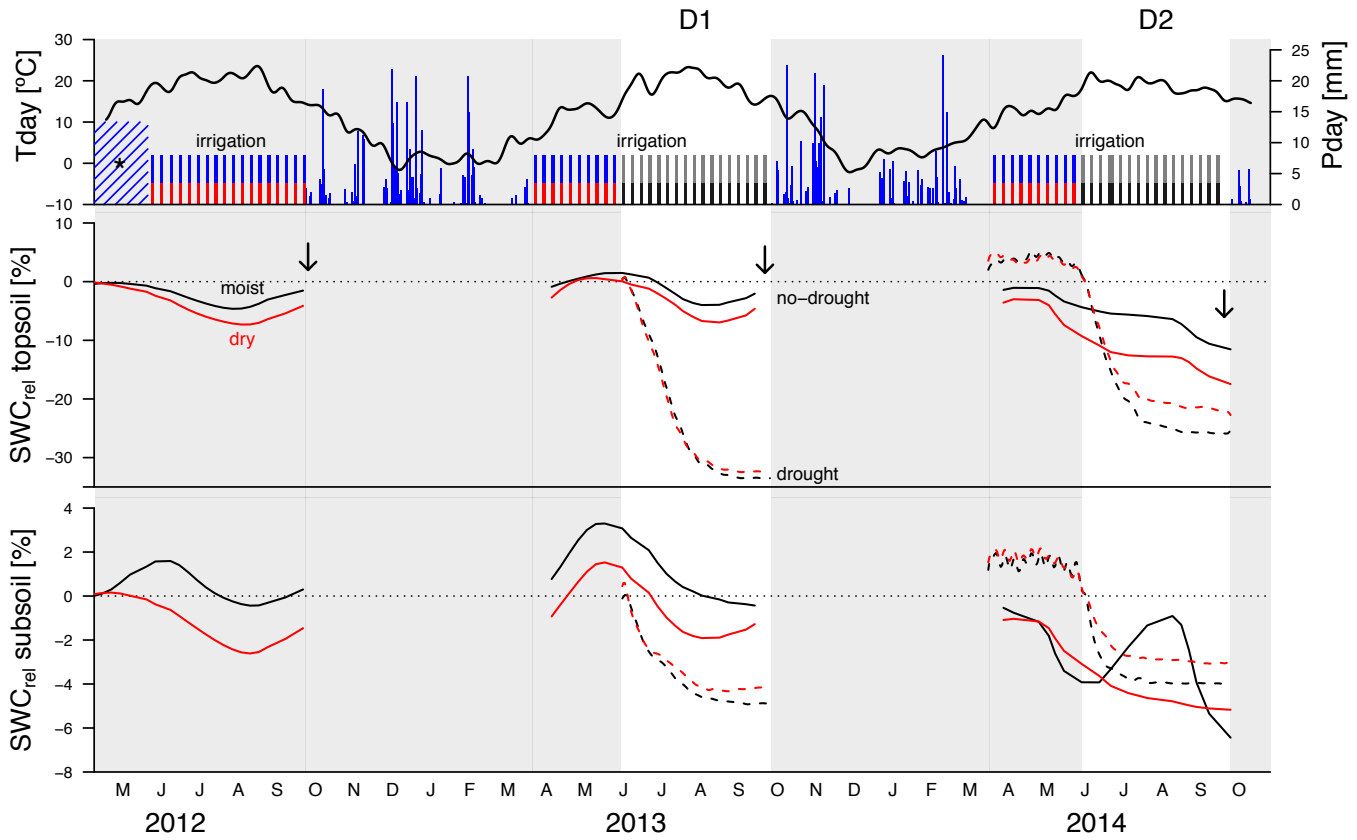 D1 D2
Tday [ºC]
30
20
10
0
−10
*
irrigation irrigation irrigation
25
20
15
10
5
0
Pday [mm]
SWCrel topsoil [%]
10
0
−10
−20
−30
moist
dry
no−drought
drought
SWCrel subsoil [%]
4
2
0
−2
−4
−6
−8
M J J A S O N D J F M A M J J A S O N D J F M A M J J A S O
2012 2013 2014